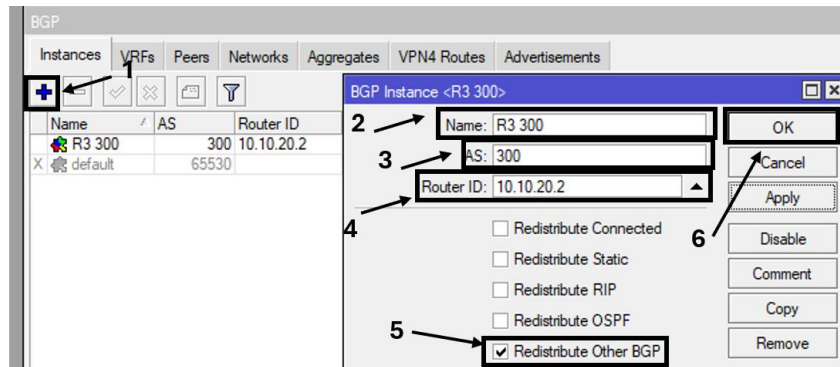 BGP
Instances VRFs Peers Networks Aggregates VPN4 Routes Advertisements
1
Name AS Router ID
R3 300 300 10.10.20.2
X default 65530
BGP Instance <R3 300>
2 Name: R3 300 OK
3 AS: 300 Cancel
Router ID: 10.10.20.2 Apply
4
Redistribute Connected 6 Disable
Redistribute Static Comment
Redistribute RIP Copy
Redistribute OSPF Remove
5
Redistribute Other BGP